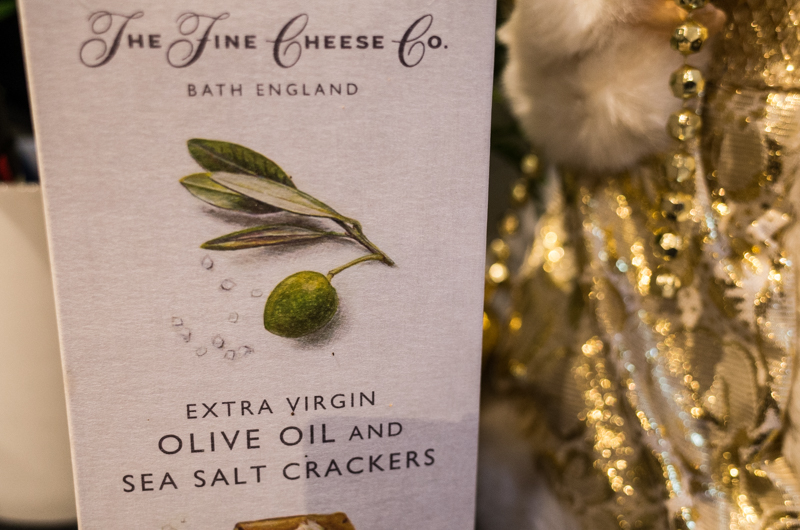 THE FINE CHEESE CO.
BATH ENGLAND
EXTRA VIRGIN
OLIVE OIL AND
SEA SALT CRACKERS